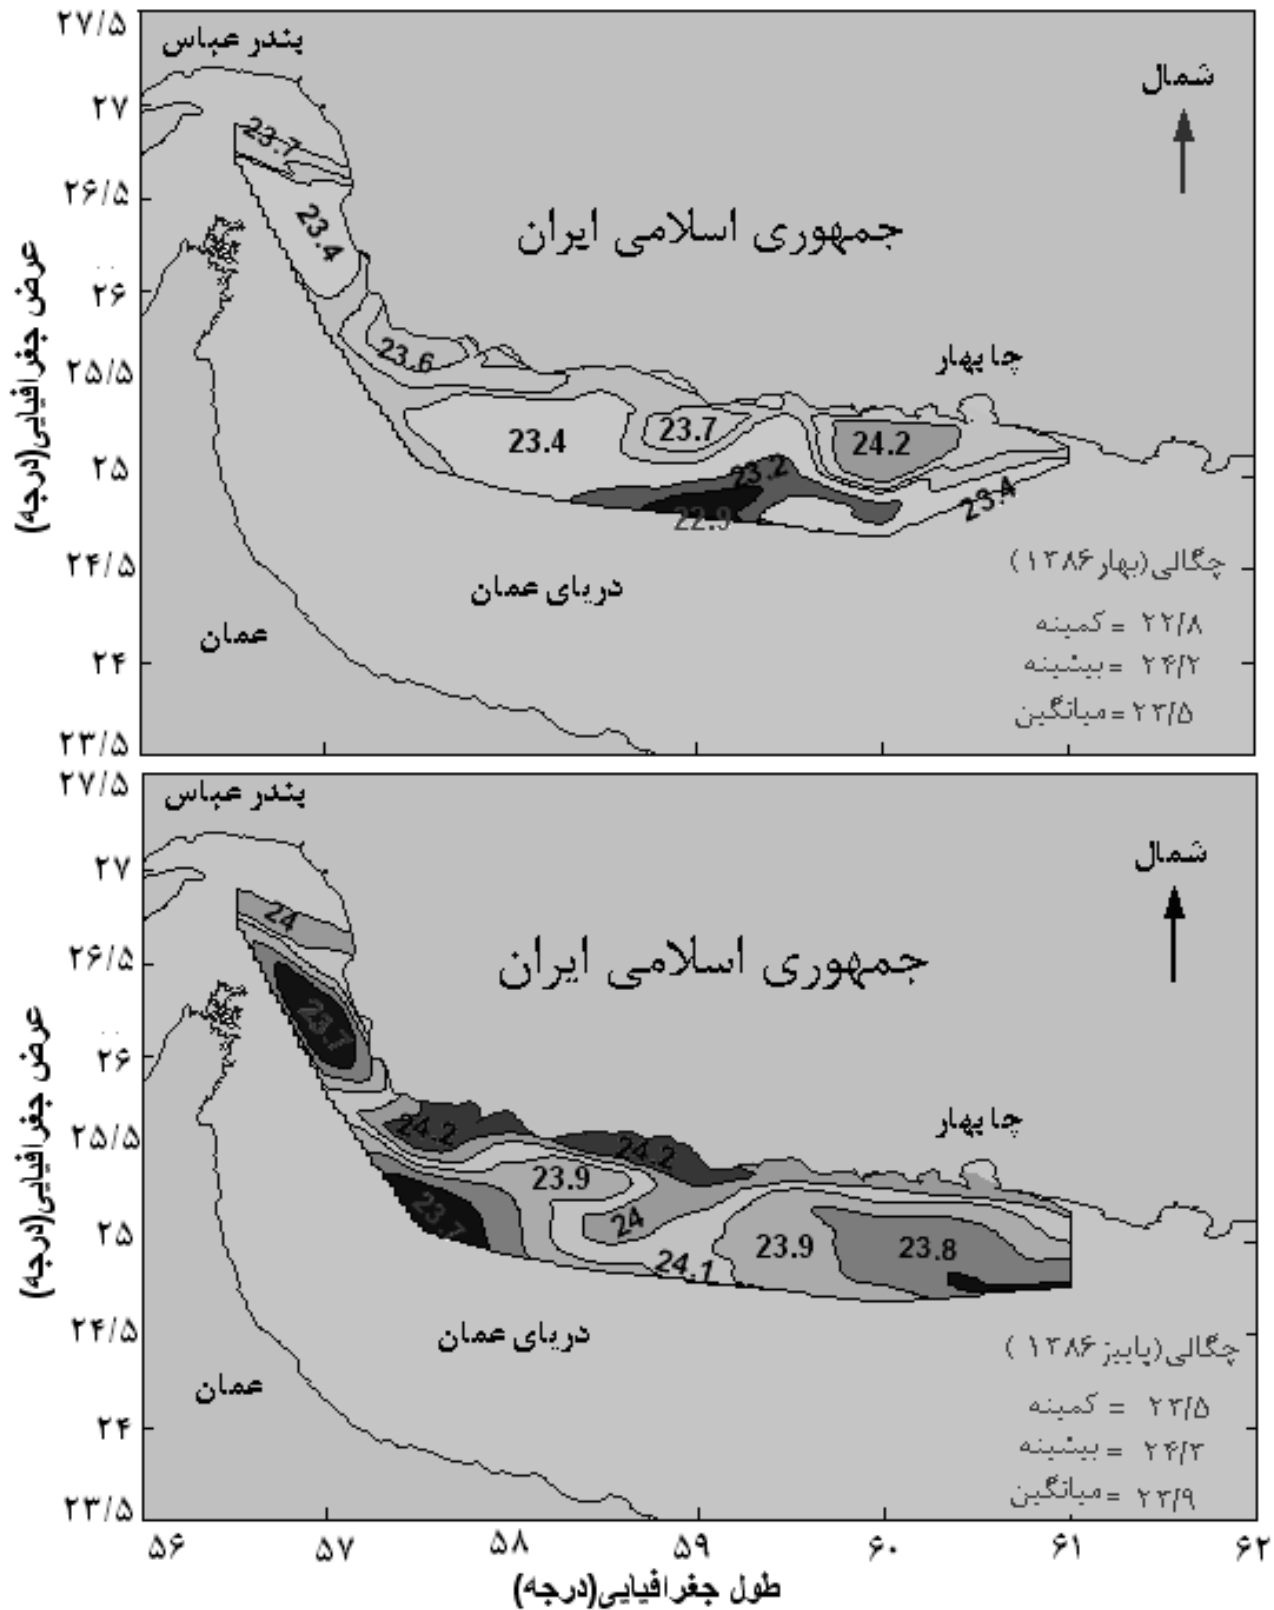 ۲۷/۵
بندر عباس
شمال
۲۷
23.7
۲۶/۵
23.4
جمهوری اسلامی ایران
۲۶
23.6
چابهار
۲۵/۵
23.4
23.7
24.2
۲۵
23.2
22.9
23.4
عرض جغرافیایی(درجه)
۲۴/۵
چگالی(بهار ۱۳۸۶)
دریای عمان
عمان
کمینه = ۲۲/۸
۲۴
بیشینه = ۲۴/۲
میانگین= ۲۳/۵
۲۳/۵
۲۷/۵
بندر عباس
شمال
۲۷
24
۲۶/۵
جمهوری اسلامی ایران
23.7
۲۶
چابهار
۲۵/۵
24.2
24.2
23.9
23.7
24
۲۵
23.9
23.8
24.1
عرض جغرافیایی(درجه)
۲۴/۵
دریای عمان
چگالی(پاییز ۱۳۸۶)
عمان
کمینه = ۲۳/۵
۲۴
بیشینه = ۲۴/۳
میانگین= ۲۳/۹
۲۳/۵
۵۶ ۵۷ ۵۸ ۵۹ ۶۰ ۶۱ ۶۲
طول جغرافیایی(درجه)